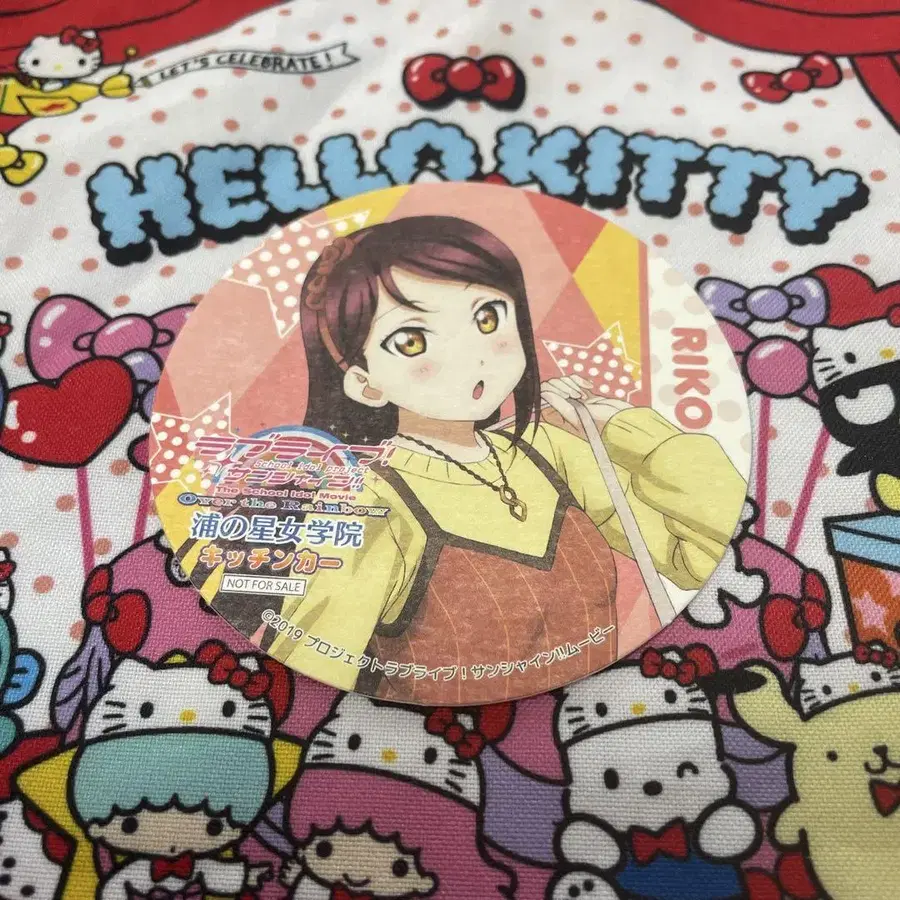 LET'S CELEBRATE!
HELLO KITTY
RIKO
ラブライブ!
School idol project
サンシャイン!!
The School Idol Movie
Over the Rainbow
浦の星女学院
キッチンカー
NOT FOR SALE
©2019 プロジェクトラブライブ!サンシャイン!!ムービー